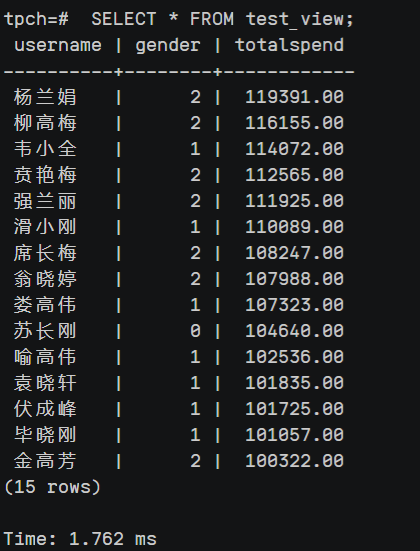 tpch=#  SELECT * FROM test_view;
 username | gender | totalspend
----------+--------+------------
 杨兰娟   |      2 |  119391.00
 柳高梅   |      2 |  116155.00
 韦小全   |      1 |  114072.00
 贲艳梅   |      2 |  112565.00
 强兰丽   |      2 |  111925.00
 滑小刚   |      1 |  110089.00
 席长梅   |      2 |  108247.00
 翁晓婷   |      2 |  107988.00
 娄高伟   |      1 |  107323.00
 苏长刚   |      0 |  104640.00
 喻高伟   |      1 |  102536.00
 袁晓轩   |      1 |  101835.00
 伏成峰   |      1 |  101725.00
 毕晓刚   |      1 |  101057.00
 金高芳   |      2 |  100322.00
(15 rows)
Time: 1.762 ms